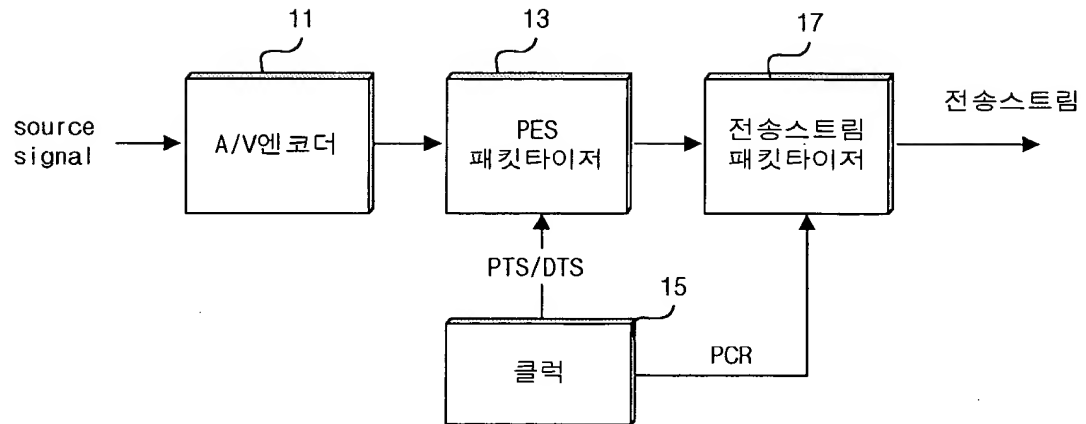 11
13
17
source
signal
A/V엔코더
PES
패킷타이저
전송스트림
패킷타이저
전송스트림
PTS/DTS
15
클럭
PCR